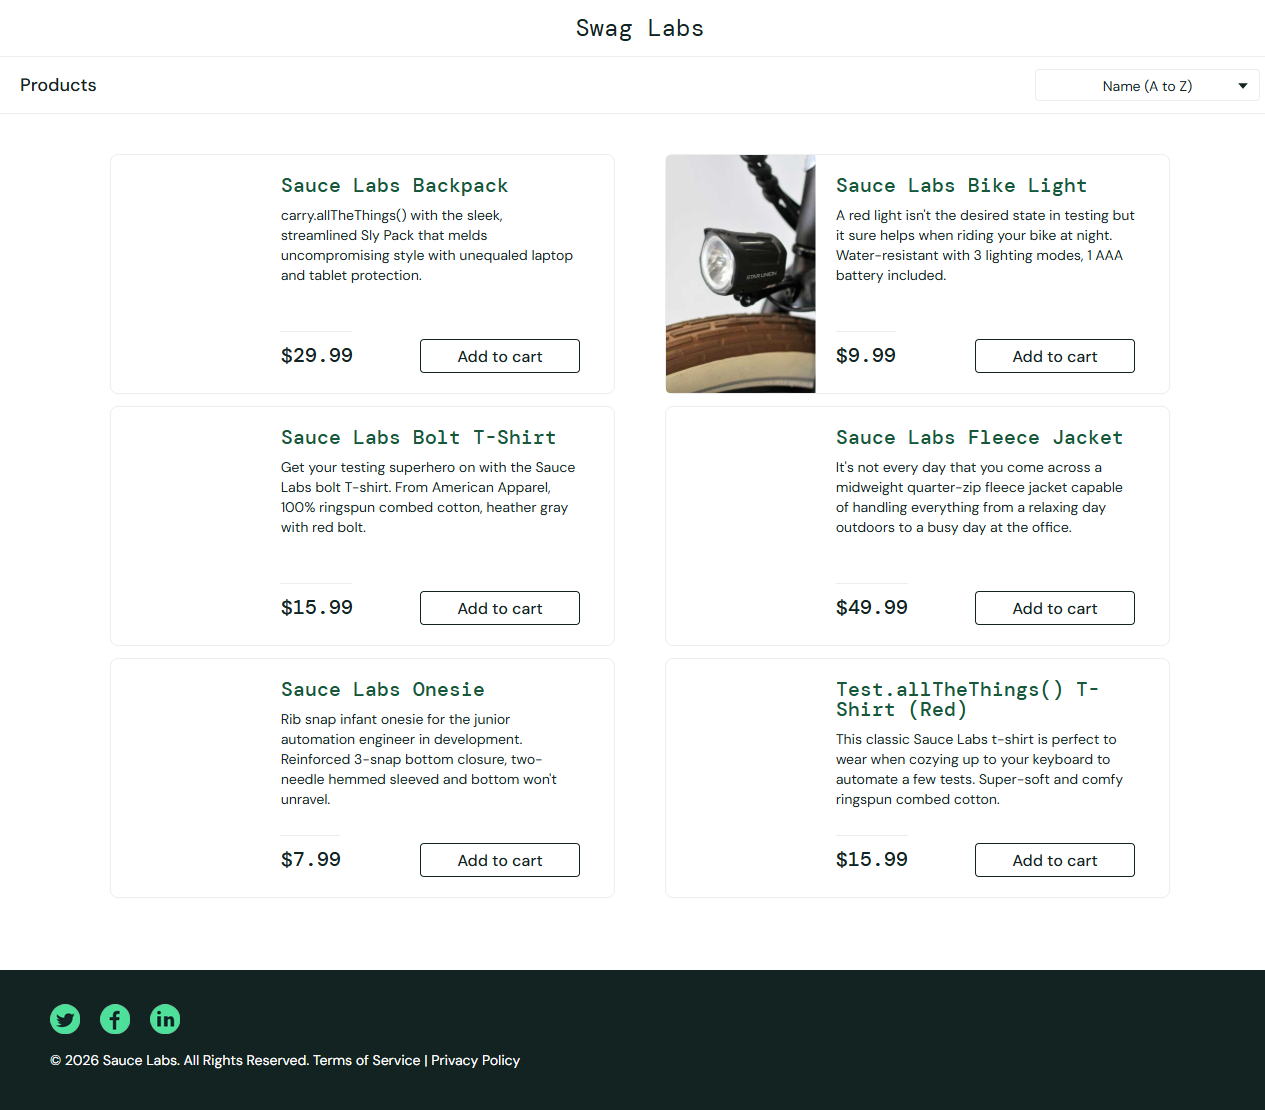 Swag Labs
Products
Name (A to Z)
Sauce Labs Backpack
carry.allTheThings() with the sleek,
streamlined Sly Pack that melds
uncompromising style with unequaled laptop
and tablet protection.
$29.99
Add to cart
Sauce Labs Bike Light
A red light isn't the desired state in testing but
it sure helps when riding your bike at night.
Water-resistant with 3 lighting modes, 1 AAA
battery included.
$9.99
Add to cart
STAR UNION
Sauce Labs Bolt T-Shirt
Get your testing superhero on with the Sauce
Labs bolt T-shirt. From American Apparel,
100% ringspun combed cotton, heather gray
with red bolt.
$15.99
Add to cart
Sauce Labs Fleece Jacket
It's not every day that you come across a
midweight quarter-zip fleece jacket capable
of handling everything from a relaxing day
outdoors to a busy day at the office.
$49.99
Add to cart
Sauce Labs Onesie
Rib snap infant onesie for the junior
automation engineer in development.
Reinforced 3-snap bottom closure, two-
needle hemmed sleeved and bottom won't
unravel.
$7.99
Add to cart
Test.allTheThings() T-
Shirt (Red)
This classic Sauce Labs t-shirt is perfect to
wear when cozying up to your keyboard to
automate a few tests. Super-soft and comfy
ringspun combed cotton.
$15.99
Add to cart
© 2026 Sauce Labs. All Rights Reserved. Terms of Service | Privacy Policy